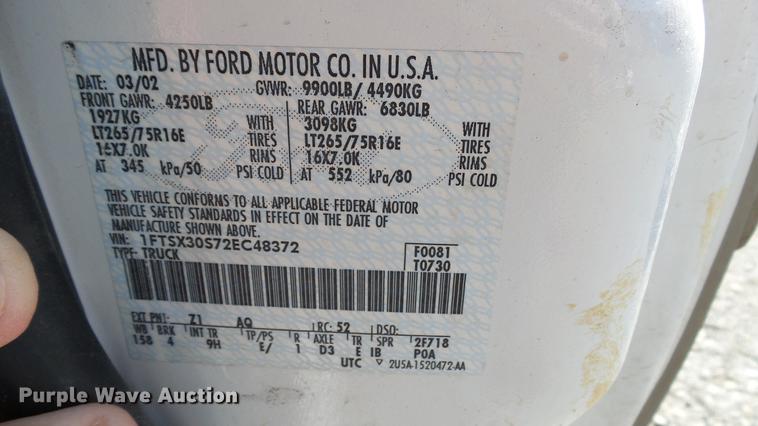 MFD. BY FORD MOTOR CO. IN U.S.A.
DATE: 03/02 GVWR: 9900LB/ 4490KG
FRONT GAWR: 4250LB REAR GAWR: 6830LB
1927KG WITH 3098KG WITH
LT265/75R16E TIRES LT265/75R16E TIRES
16X7.0K RIMS 16X7.0K RIMS
AT 345 kPa/50 PSI COLD AT 552 kPa/80 PSI COLD
THIS VEHICLE CONFORMS TO ALL APPLICABLE FEDERAL MOTOR
VEHICLE SAFETY STANDARDS IN EFFECT ON THE DATE OF
MANUFACTURE SHOWN ABOVE.
VIN: 1FTSX30S72EC48372 F0081
TYPE: TRUCK T0730
EXT PNT: Z1 AQ RC: 52 DSO:
WB BRK INT TR TP/PS R AXLE TR SPR 2F718
158 4 9H E/ 1 D3 E IB POA
UTC ▽ 2U5A-1520472-AA
Purple Wave Auction